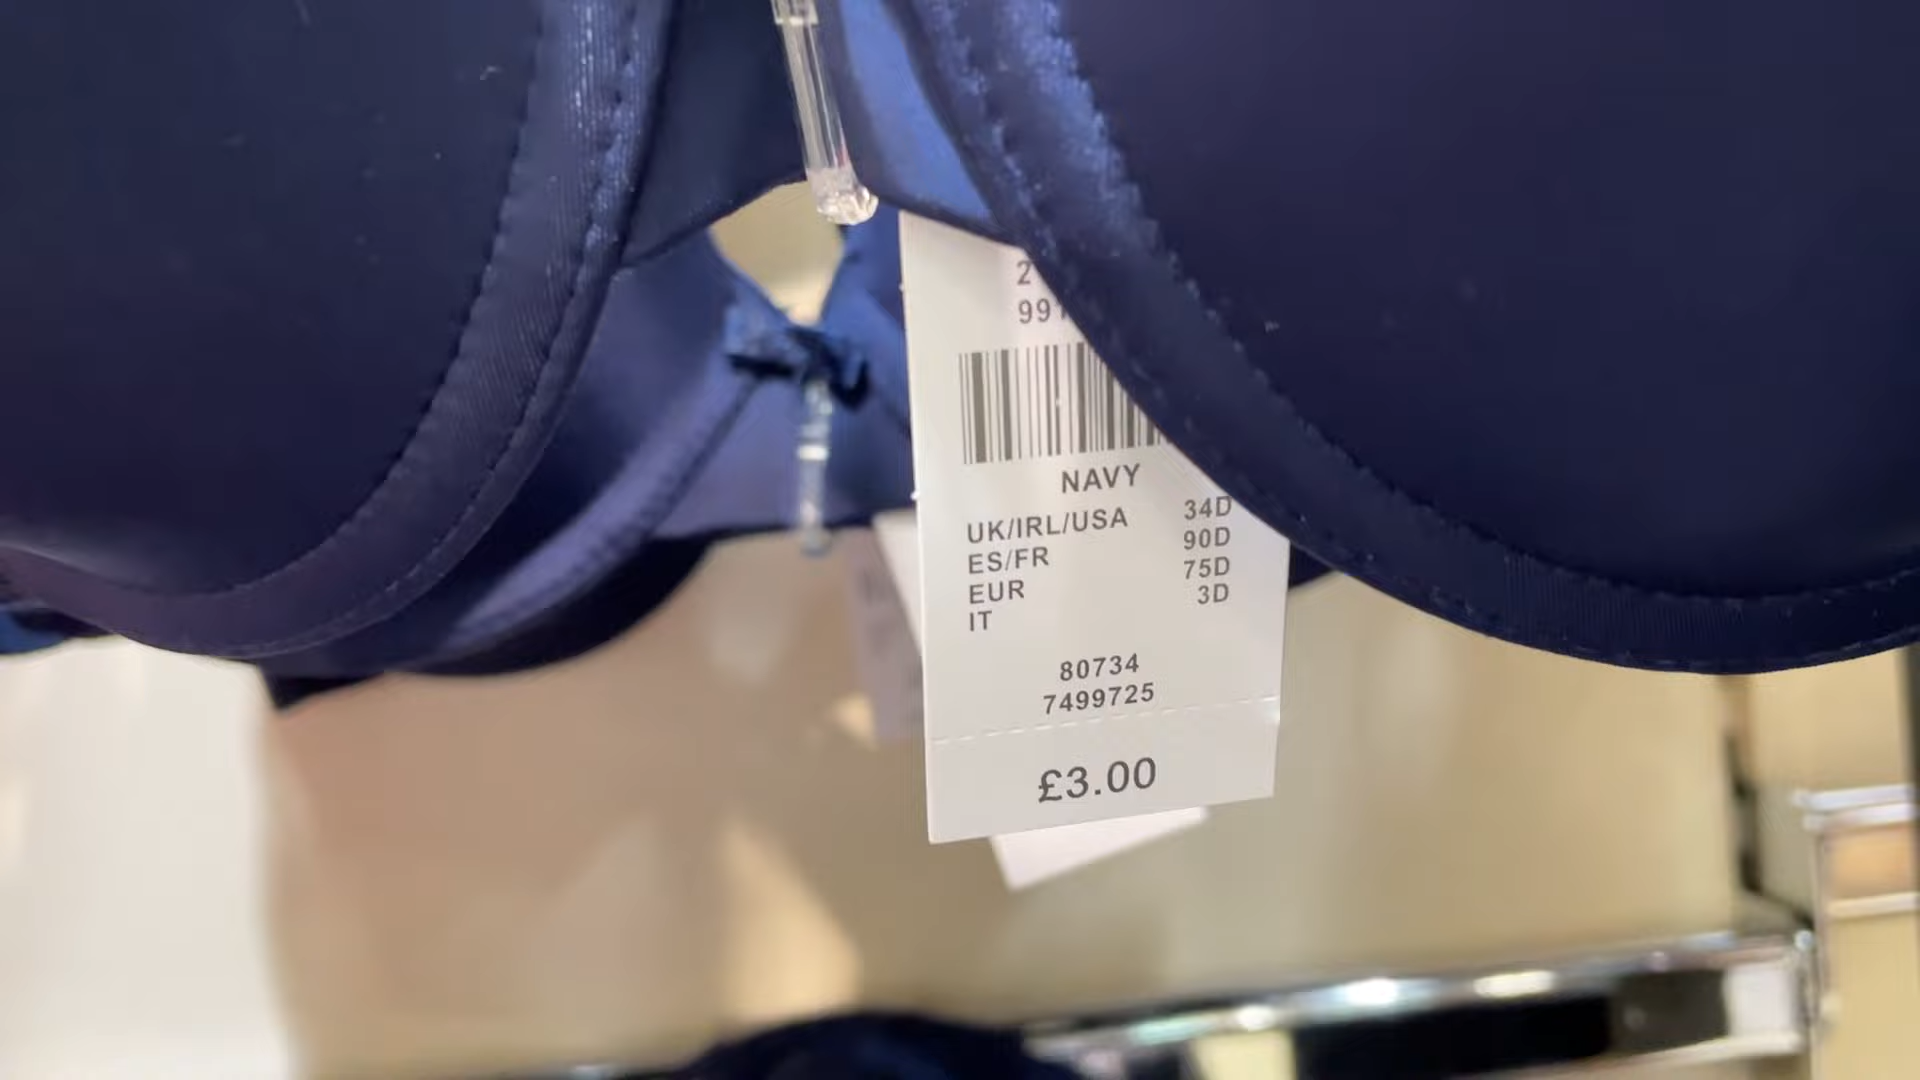 NAVY
UK/IRL/USA 34D
ES/FR 90D
EUR 75D
IT 3D
80734
7499725
£3.00